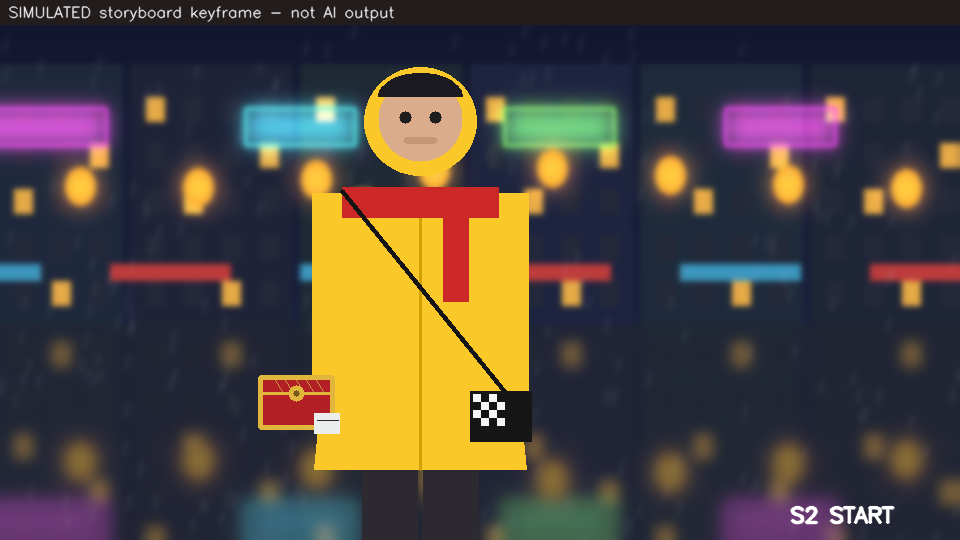 SIMULATED storyboard keyframe – not AI output
S2 START